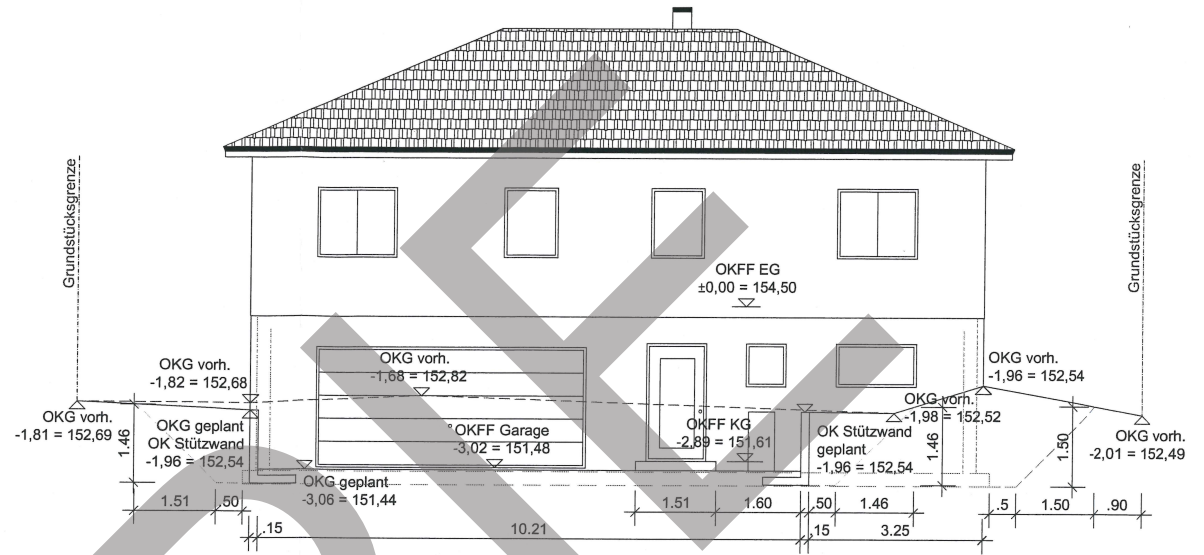 Grundstücksgrenze
Grundstücksgrenze
OKFF EG
±0,00 = 154,50
OKG vorh.
-1,82 = 152,68
OKG vorh.
-1,68 = 152,82
OKG vorh.
-1,96 = 152,54
OKG vorh.
-1,81 = 152,69
1.46
OKG geplant
OK Stützwand
-1,96 = 152,54
OKFF Garage
-3,02 = 151,48
OKFF KG
-2,89 = 151,61
OKG vorh.
-1,98 = 152,52
OK Stützwand
geplant
-1,96 = 152,54
1.46
1.50
OKG vorh.
-2,01 = 152,49
OKG geplant
-3,06 = 151,44
1.51
.50
1.51
1.60
.50
1.46
.5
1.50
.90
.15
10.21
.15
3.25